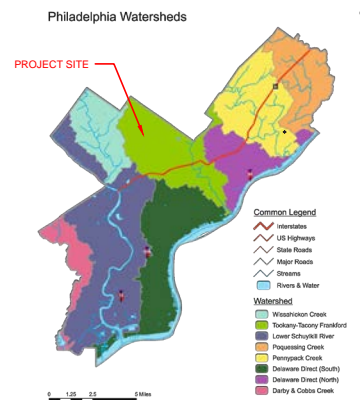 Philadelphia Watersheds
PROJECT SITE
Common Legend
Interstates
US Highways
State Roads
Major Roads
Streams
Rivers & Water
Watershed
Wissahickon Creek
Tookany-Tacony Frankford
Lower Schuylkill River
Poquessing Creek
Pennypack Creek
Delaware Direct (South)
Delaware Direct (North)
Darby & Cobbs Creek
0 1.25 2.5 5 Miles